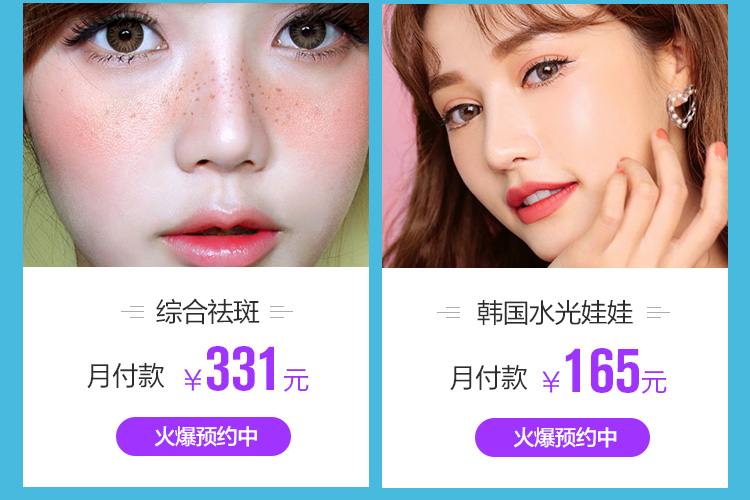 综合祛斑
月付款 ¥331元
火爆预约中
韩国水光娃娃
月付款 ¥165元
火爆预约中